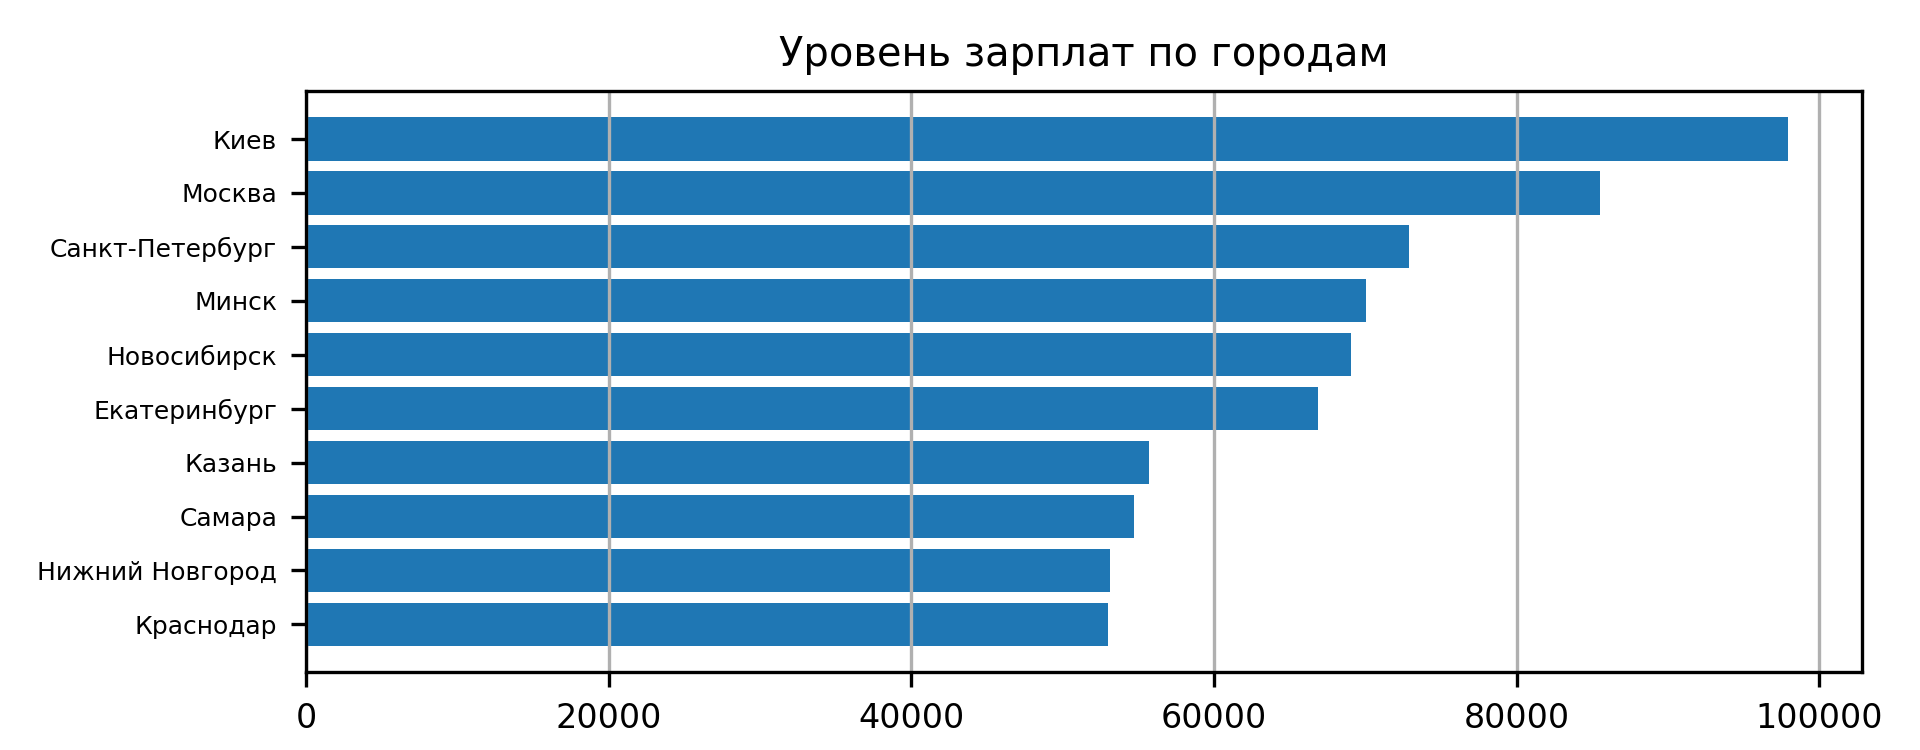 Уровень зарплат по городам
Киев
Москва
Санкт-Петербург
Минск
Новосибирск
Екатеринбург
Казань
Самара
Нижний Новгород
Краснодар
0 20000 40000 60000 80000 100000